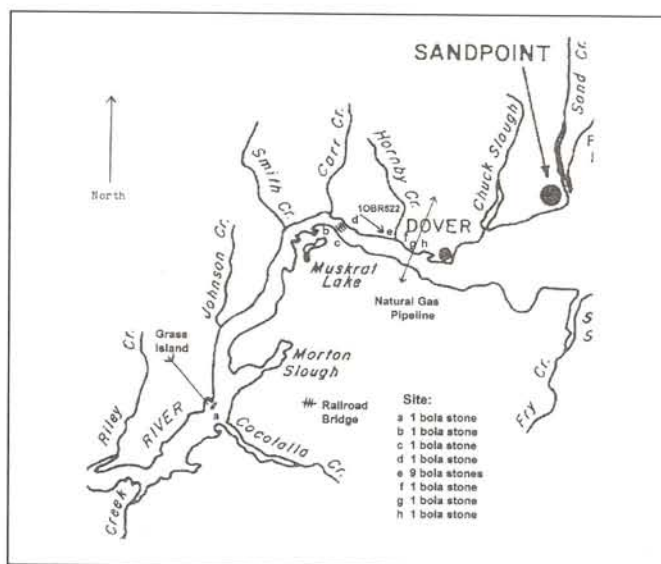 SANDPOINT
Sand Cr.
North
Smith Cr.
Carr Cr.
Hornby Cr.
Chuck Slough
10BR522
d
e
DOVER
b
c
f
g h
Muskrat
Lake
Johnson Cr.
Natural Gas
Pipeline
Grass
Island
Morton
Slough
Riley Cr.
RIVER
a
Railroad
Bridge
Cocolalla Cr.
Fry Cr.
Creek
Site:
a 1 bola stone
b 1 bola stone
c 1 bola stone
d 1 bola stone
e 9 bola stones
f 1 bola stone
g 1 bola stone
h 1 bola stone